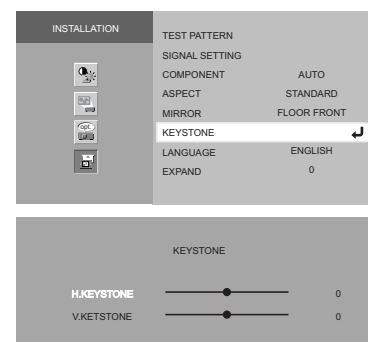 INSTALLATION
TEST PATTERN
SIGNAL SETTING
COMPONENT AUTO
ASPECT STANDARD
MIRROR FLOOR FRONT
KEYSTONE
LANGUAGE ENGLISH
EXPAND 0
opt.
KEYSTONE
H.KEYSTONE 0
V.KETSTONE 0